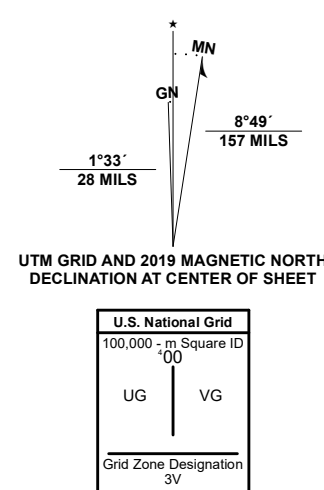 ★
MN
GN
8°49´
157 MILS
1°33´
28 MILS
UTM GRID AND 2019 MAGNETIC NORTH
DECLINATION AT CENTER OF SHEET
U.S. National Grid
100,000 - m Square ID
⁴00
UG VG
Grid Zone Designation
3V